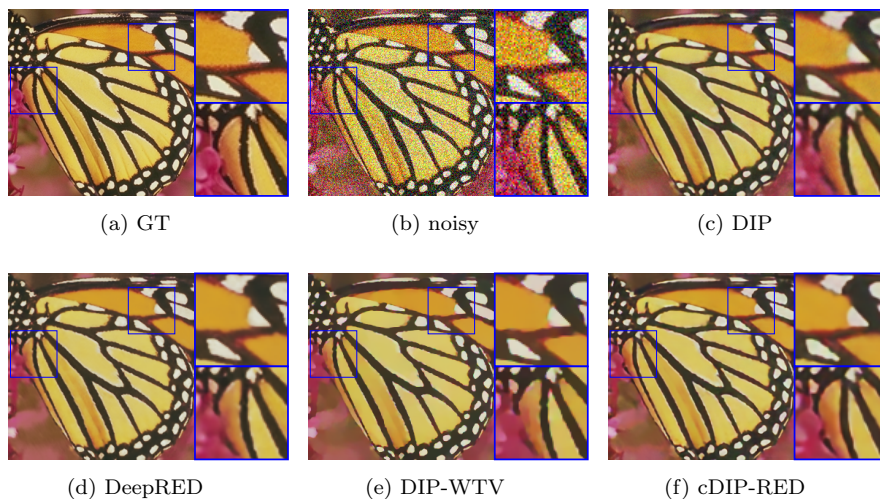 (a) GT
(b) noisy
(c) DIP
(d) DeepRED
(e) DIP-WTV
(f) cDIP-RED